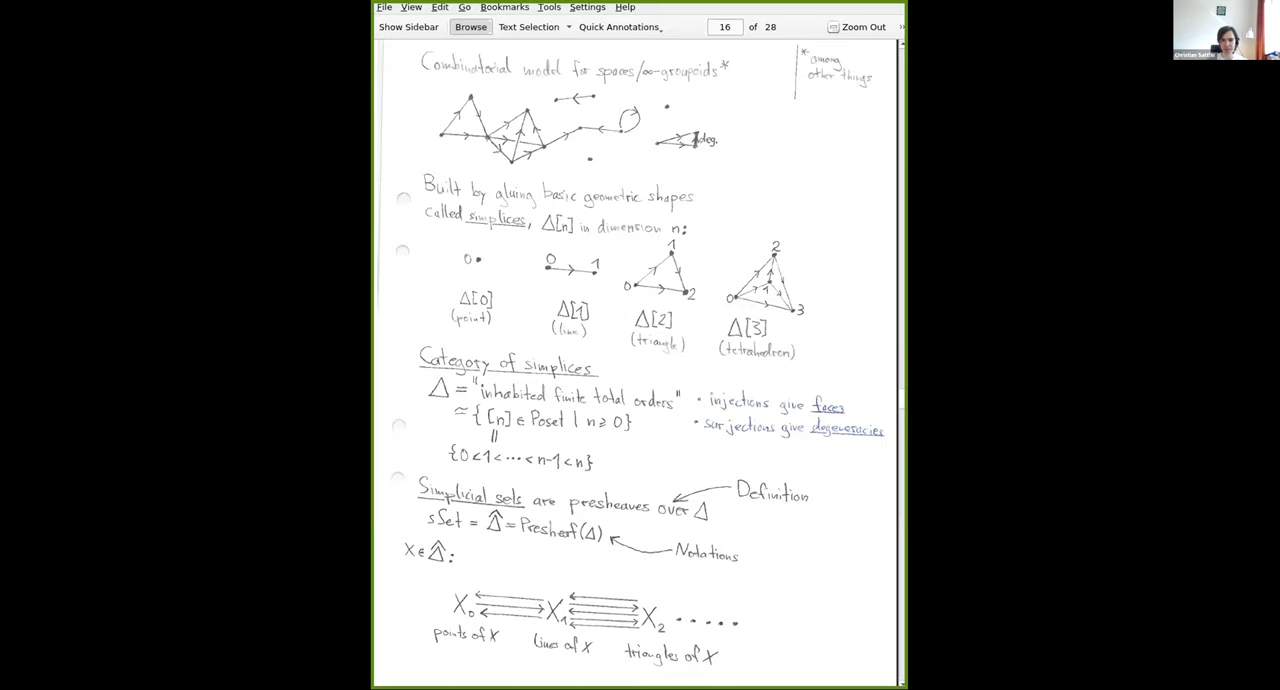 File View Edit Go Bookmarks Tools Settings Help
Show Sidebar Browse Text Selection Quick Annotations 16 of 28 Zoom Out
Combinatorial model for spaces/∞-groupoids*
* among
other things
deg.
Built by gluing basic geometric shapes
called simplices, Δ[n] in dimension n:
0
0 1
0 1 2
0 1 2 3
Δ[0] Δ[1] Δ[2] Δ[3]
(point) (line) (triangle) (tetrahedron)
Category of simplices
Δ = "inhabited finite total orders"
≃ {[n] ∈ Poset | n ≥ 0}
=
{0 < 1 < ... < n-1 < n}
• injections give faces
• surjections give degeneracies
Simplicial sets are presheaves over Δ
Definition
sSet = Δ̂ = Presheaf(Δ)
Notations
X ∈ Δ̂:
X₀ X₁ X₂ .....
points of X lines of X triangles of X